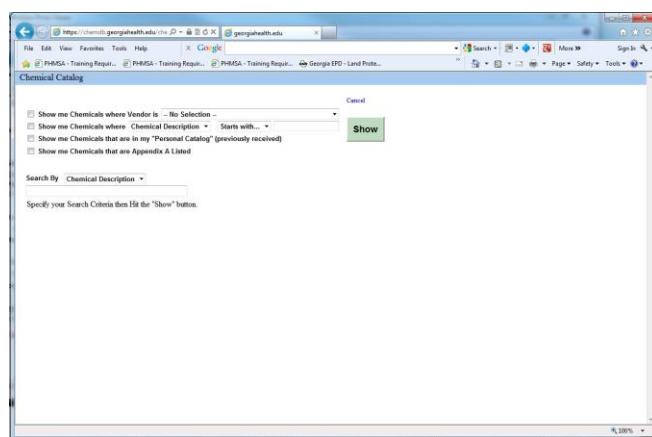 https://chemdb.georgiahealth.edu/che
georgiahealth.edu
File Edit View Favorites Tools Help
X Google
Search
More »
Sign In
PHMSA - Training Requir...
PHMSA - Training Requir...
PHMSA - Training Requir...
Georgia EPD - Land Prote...
Page Safety Tools
Chemical Catalog
Cancel
Show me Chemicals where Vendor is -- No Selection --
Show me Chemicals where Chemical Description Starts with...
Show
Show me Chemicals that are in my "Personal Catalog" (previously received)
Show me Chemicals that are Appendix A Listed
Search By Chemical Description
Specify your Search Criteria then Hit the "Show" button.
100%